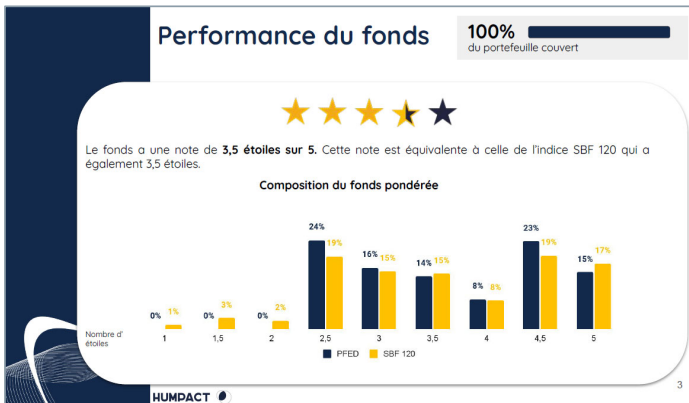 Performance du fonds
100%
du portefeuille couvert
Le fonds a une note de 3,5 étoiles sur 5. Cette note est équivalente à celle de l'indice SBF 120 qui a
également 3,5 étoiles.
Composition du fonds pondérée
0% 1% 0% 3% 0% 2% 24% 19% 16% 15% 14% 15% 8% 8% 23% 19% 15% 17%
Nombre d'
étoiles
1 1,5 2 2,5 3 3,5 4 4,5 5
PFED SBF 120
HUMPACT
3